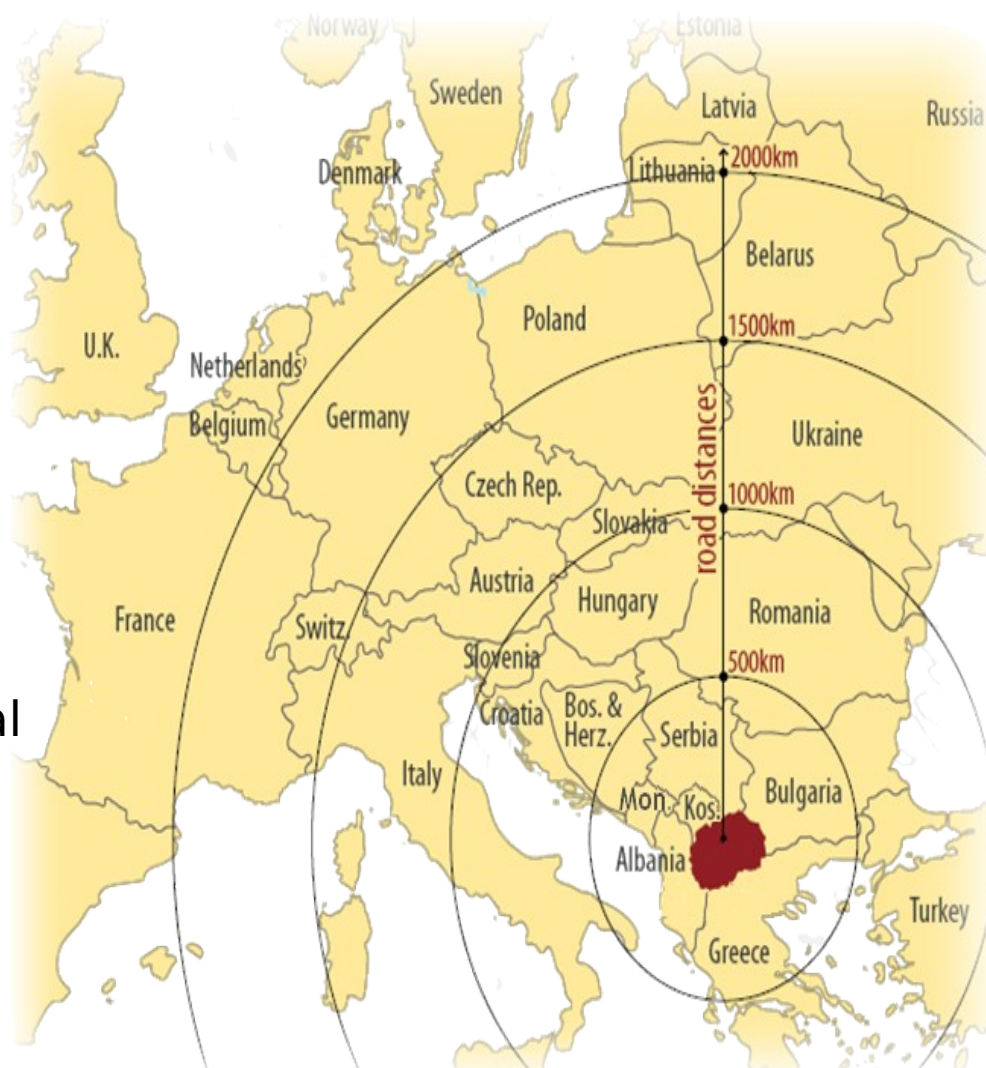 Norway
Estonia
Sweden
Latvia
Russia
2000km
Denmark
Lithuania
Belarus
Poland
1500km
U.K.
Netherlands
Belgium
Germany
Ukraine
road distances
Czech Rep.
1000km
Slovakia
Austria
Hungary
Romania
France
Switz.
Slovenia
500km
al
Croatia
Bos. &
Herz.
Serbia
Italy
Bulgaria
Mon.
Kos.
Albania
Turkey
Greece